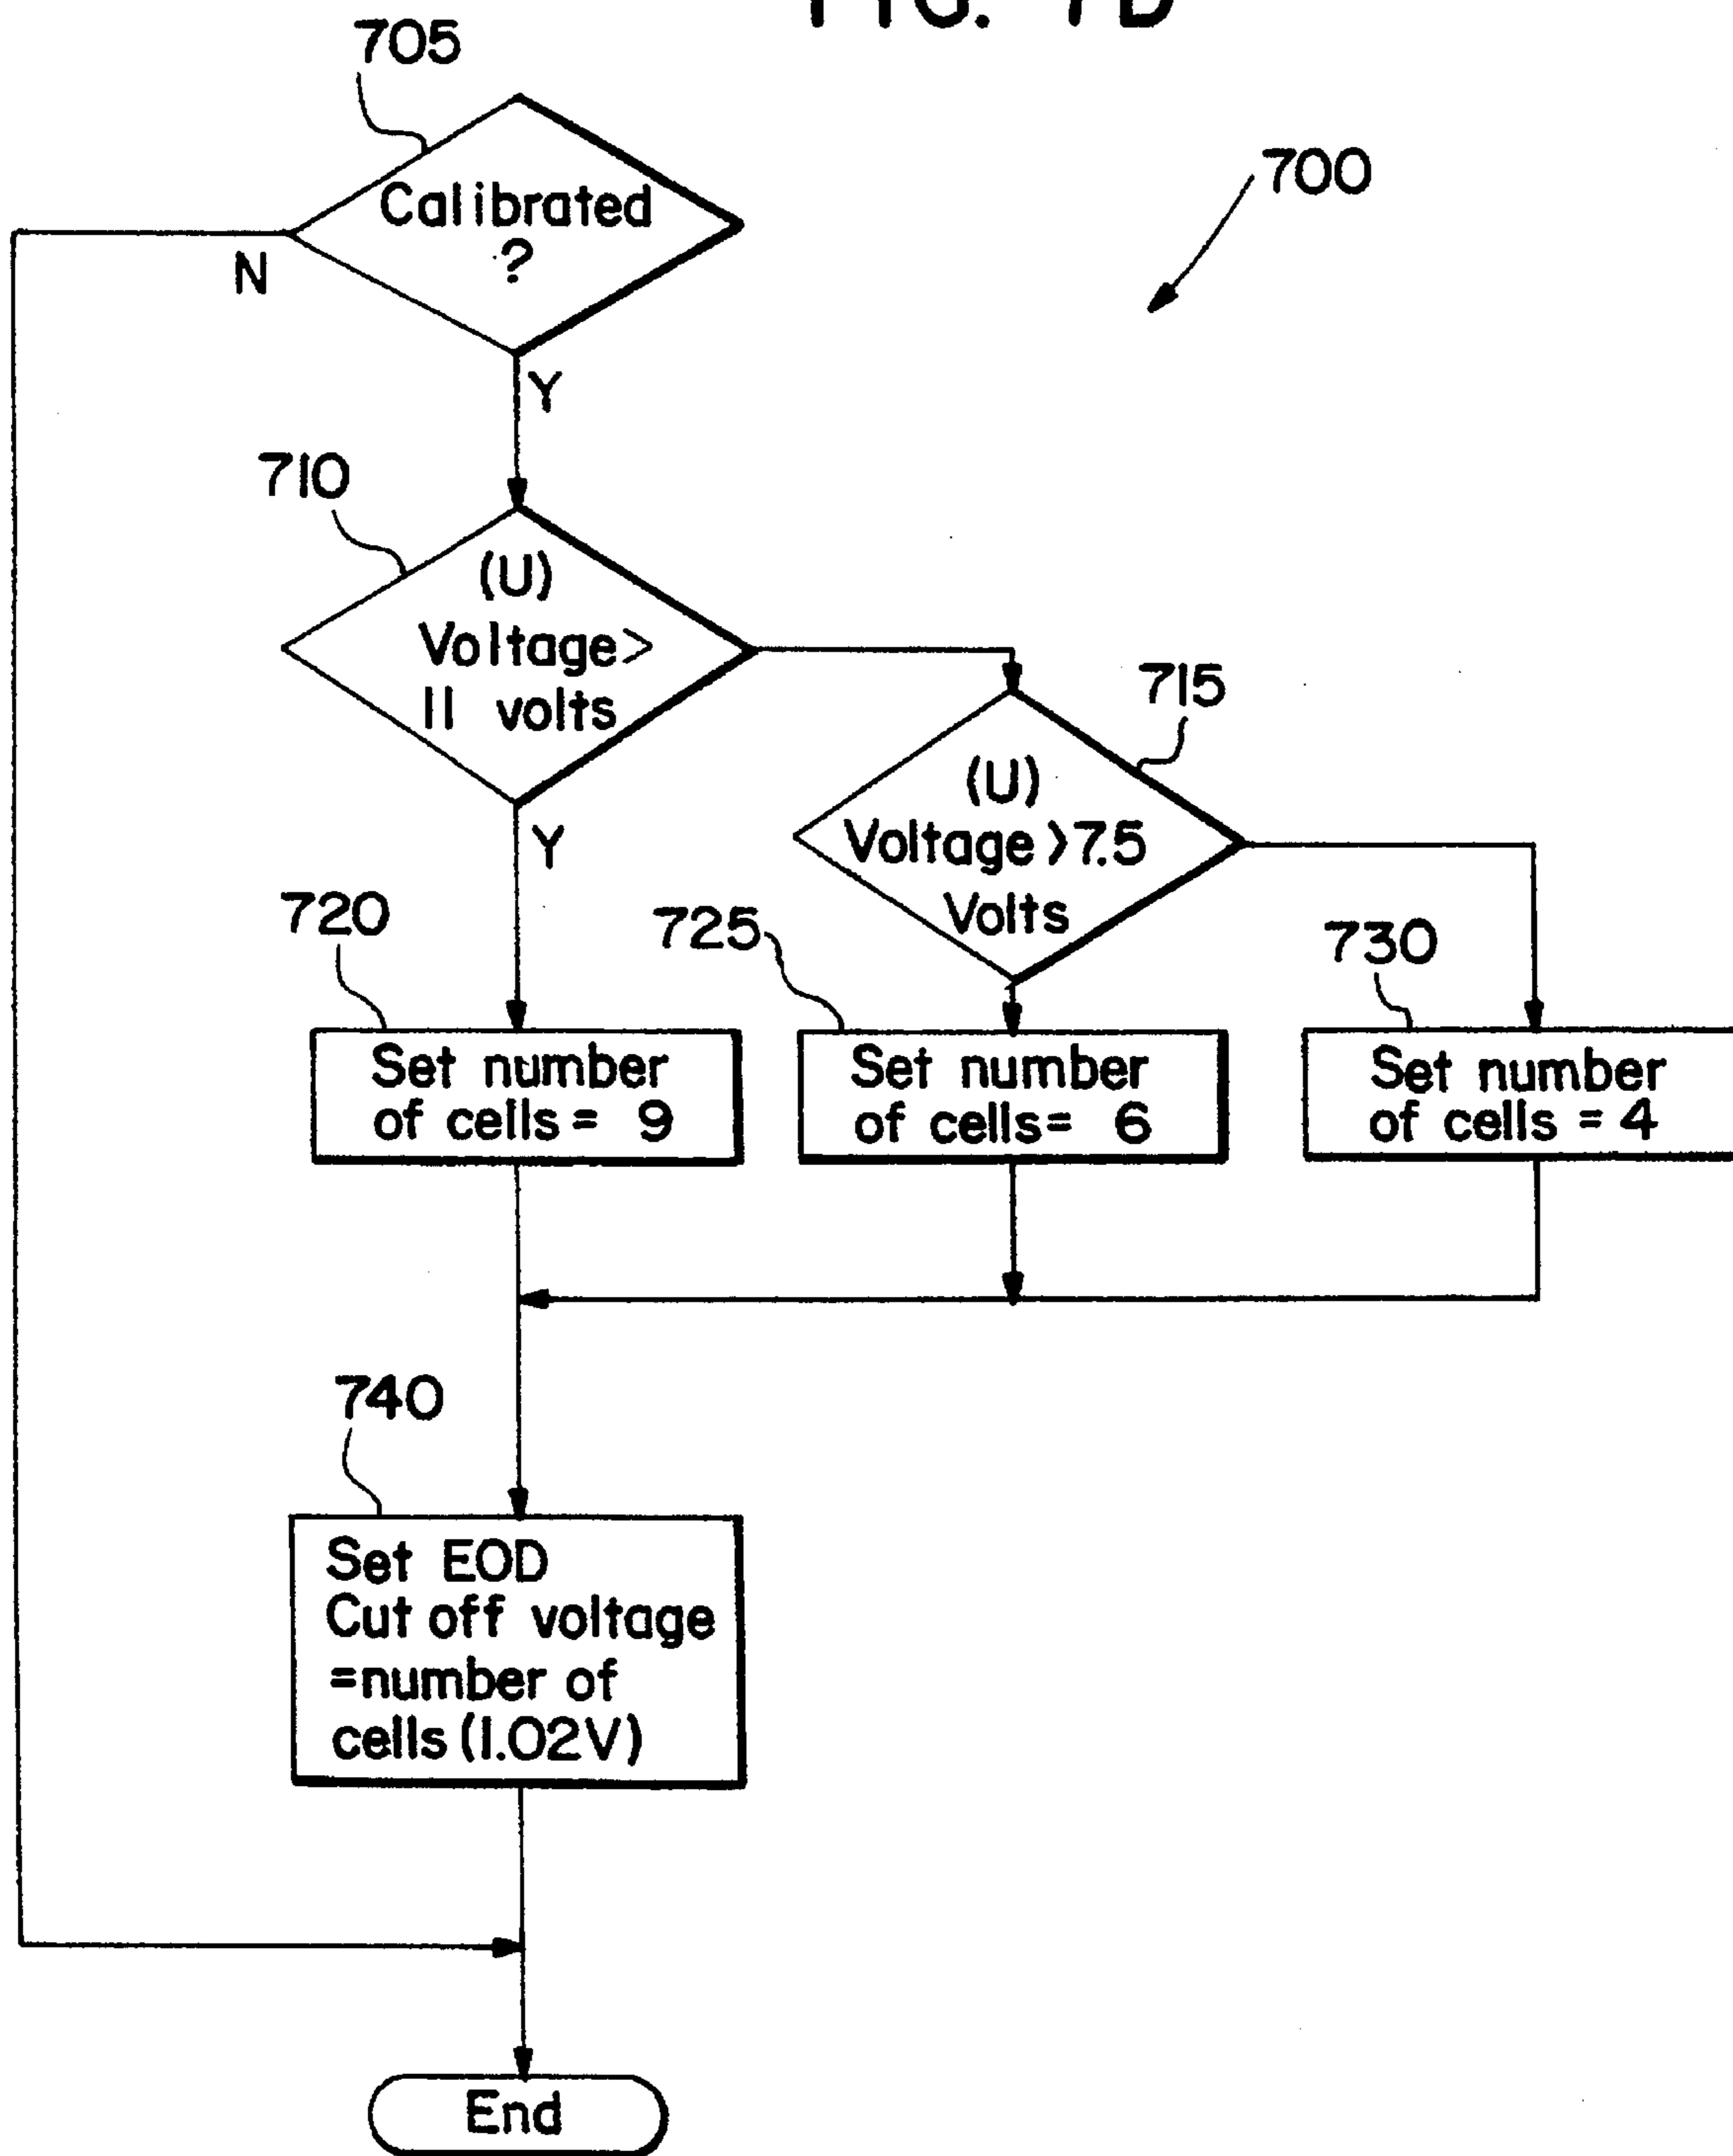 FIG. 7D
705
700
Calibrated
?
N
Y
710
(U)
Voltage>
11 volts
715
(U)
Voltage>7.5
Volts
Y
720
725
730
Set number
of cells= 9
Set number
of cells= 6
Set number
of cells =4
740
Set EOD
Cut off voltage
=number of
cells(1.02V)
End